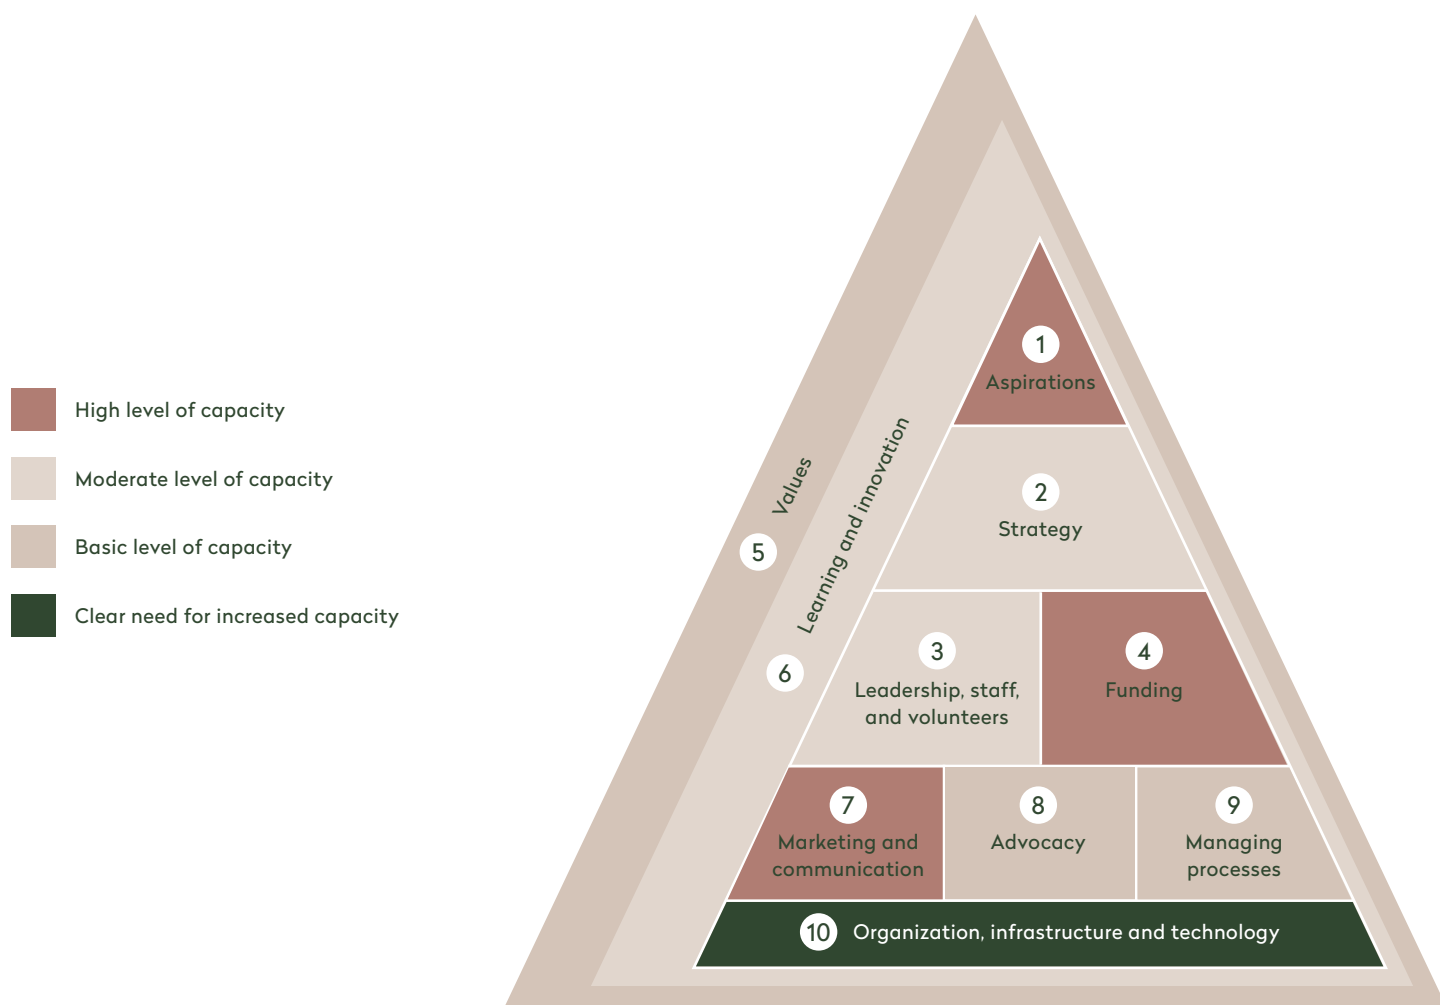 High level of capacity
Moderate level of capacity
Basic level of capacity
Clear need for increased capacity
1
Aspirations
2
Strategy
3
Leadership, staff,
and volunteers
4
Funding
5
Values
6
Learning and innovation
7
Marketing and
communication
8
Advocacy
9
Managing
processes
10 Organization, infrastructure and technology